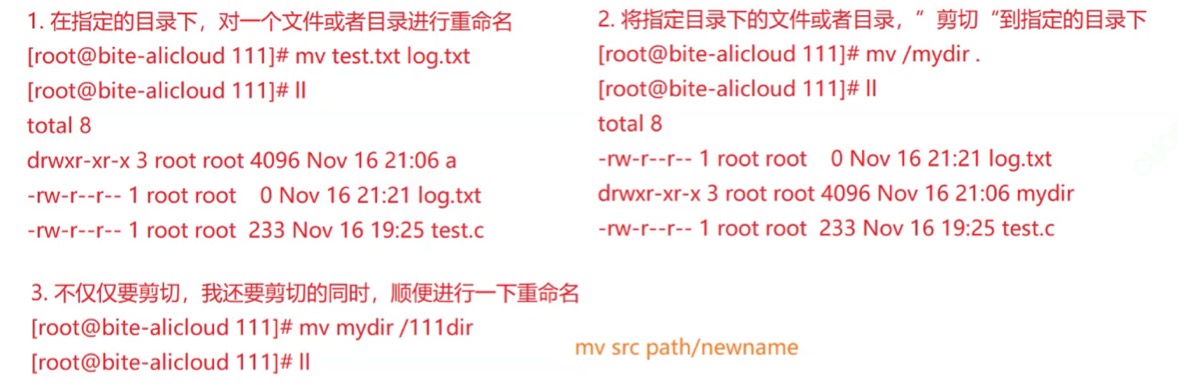 1. 在指定的目录下，对一个文件或者目录进行重命名
[root@bite-alicloud 111]# mv test.txt log.txt
[root@bite-alicloud 111]# ll
total 8
drwxr-xr-x 3 root root 4096 Nov 16 21:06 a
-rw-r--r-- 1 root root    0 Nov 16 21:21 log.txt
-rw-r--r-- 1 root root  233 Nov 16 19:25 test.c
2. 将指定目录下的文件或者目录，”剪切“到指定的目录下
[root@bite-alicloud 111]# mv /mydir .
[root@bite-alicloud 111]# ll
total 8
-rw-r--r-- 1 root root    0 Nov 16 21:21 log.txt
drwxr-xr-x 3 root root 4096 Nov 16 21:06 mydir
-rw-r--r-- 1 root root  233 Nov 16 19:25 test.c
3. 不仅仅要剪切，我还要剪切的同时，顺便进行一下重命名
[root@bite-alicloud 111]# mv mydir /111dir
[root@bite-alicloud 111]# ll
mv src path/newname